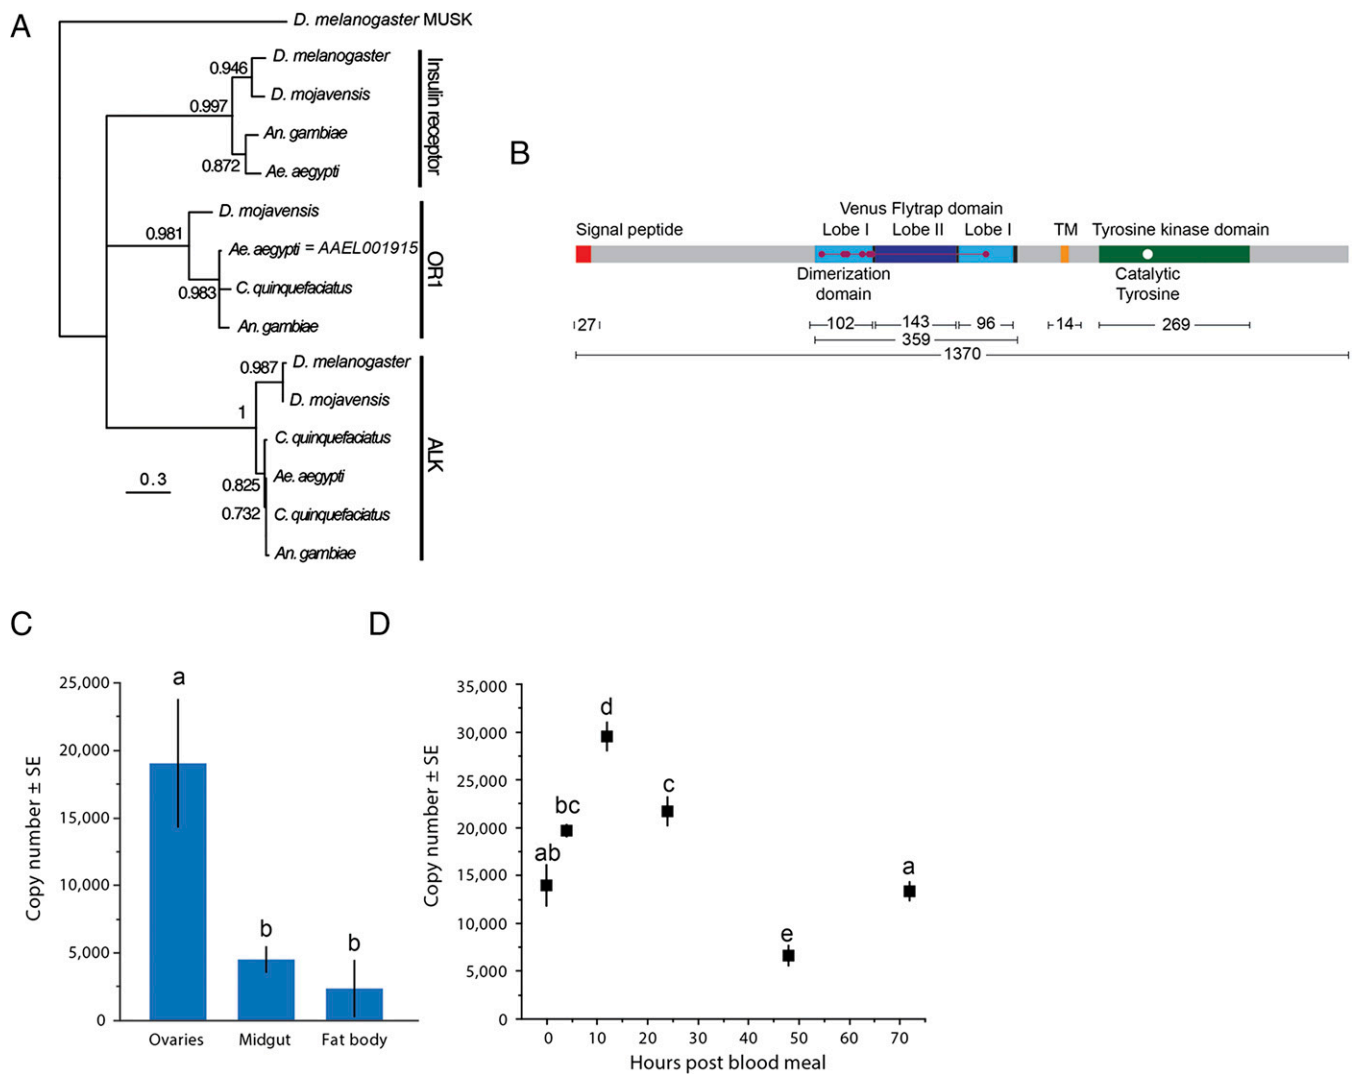 A
D. melanogaster MUSK
D. melanogaster
0.946
D. mojavensis
0.997
An. gambiae
0.872
Ae. aegypti
Insulin receptor
D. mojavensis
0.981
Ae. aegypti = AAEL001915
0.983
C. quinquefaciatus
An. gambiae
OR1
D. melanogaster
0.987
D. mojavensis
1
C. quinquefaciatus
Ae. aegypti
0.825
0.732
C. quinquefaciatus
An. gambiae
ALK
0.3
B
Venus Flytrap domain
Signal peptide
Lobe I
Lobe II
Lobe I
TM
Tyrosine kinase domain
Dimerization
domain
Catalytic
Tyrosine
27
102
143
96
14
269
359
1370
C
25,000
20,000
15,000
10,000
5,000
0
Copy number ± SE
a
b
b
Ovaries
Midgut
Fat body
D
35,000
30,000
25,000
20,000
15,000
10,000
5,000
0
Copy number ± SE
ab
bc
d
c
e
a
0
10
20
30
40
50
60
70
Hours post blood meal